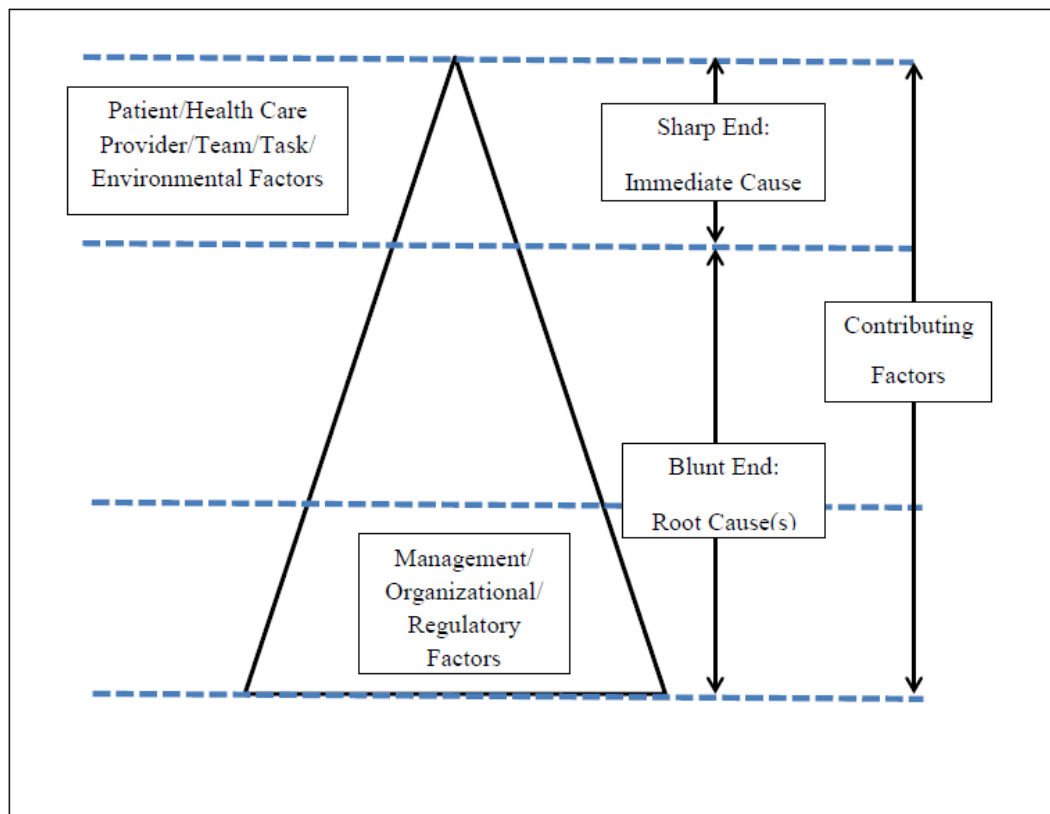 Patient/Health Care
Provider/Team/Task/
Environmental Factors
Sharp End:
Immediate Cause
Contributing
Factors
Blunt End:
Root Cause(s)
Management/
Organizational/
Regulatory
Factors